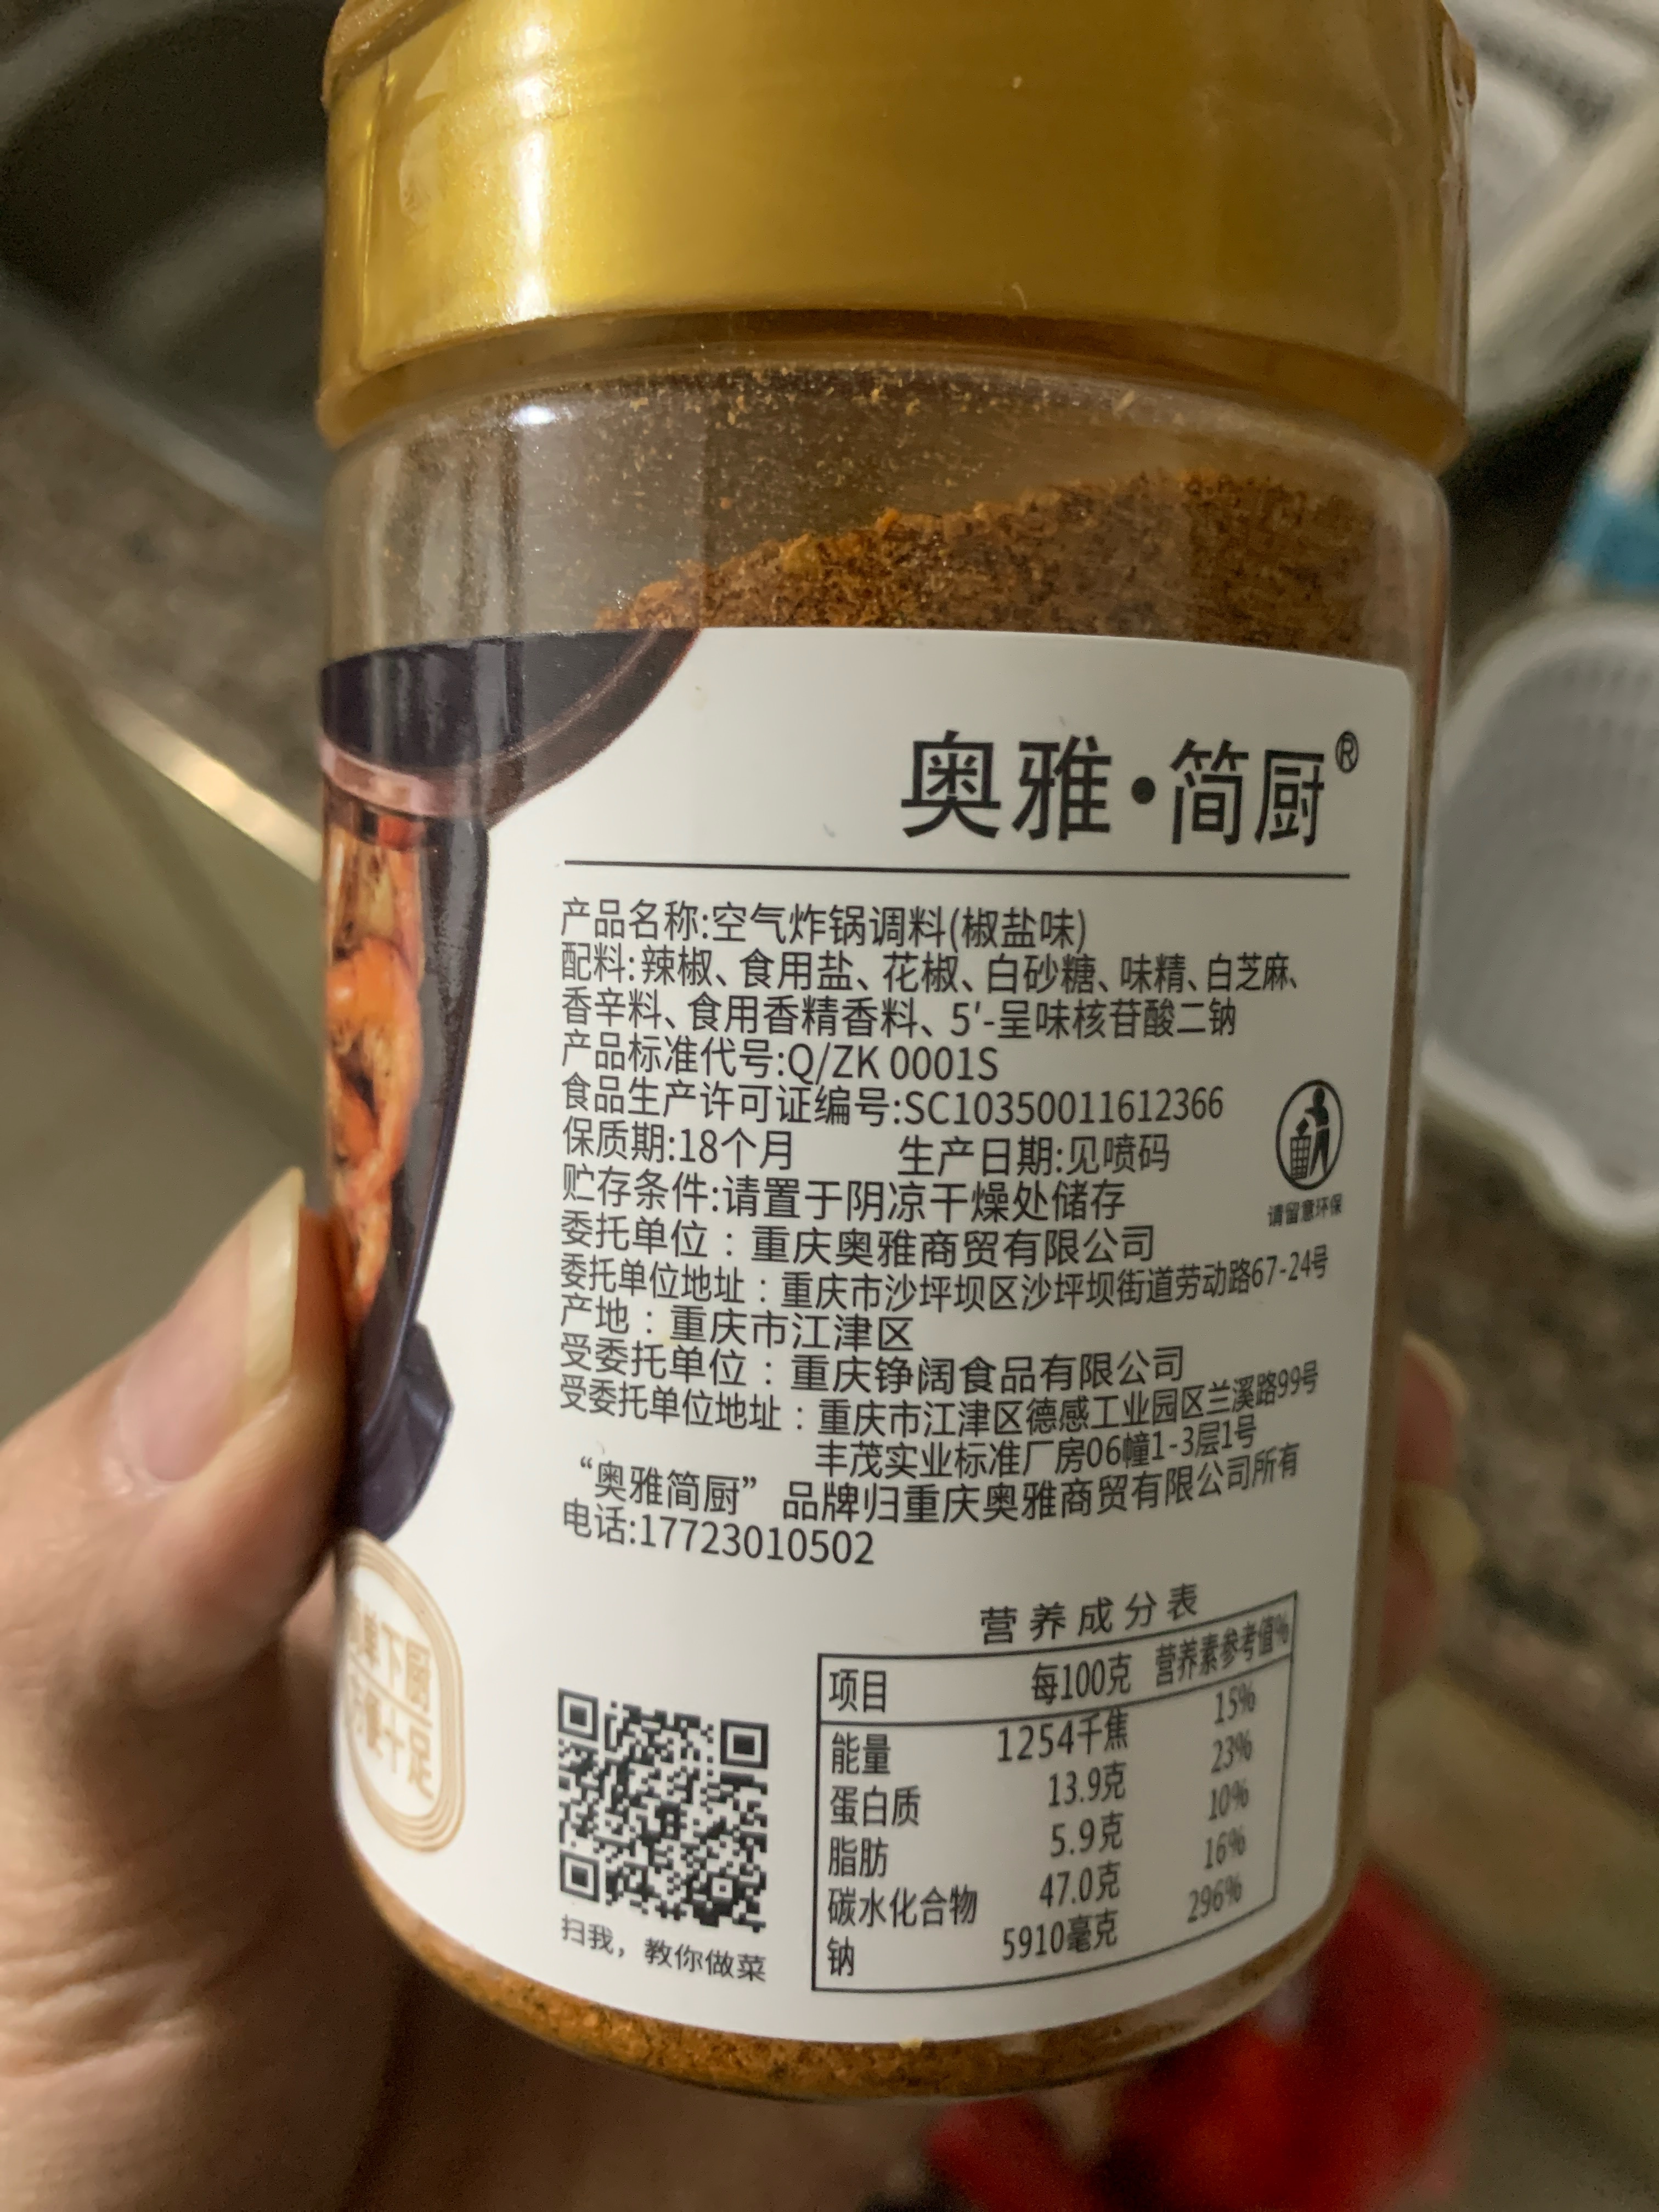 奥雅·简厨®
产品名称:空气炸锅调料(椒盐味)
配料:辣椒、食用盐、花椒、白砂糖、味精、白芝麻、
香辛料、食用香精香料、5'-呈味核苷酸二钠
产品标准代号:Q/ZK 0001S
食品生产许可证编号:SC10350011612366
保质期:18个月 生产日期:见喷码
贮存条件:请置于阴凉干燥处储存
请留意环保
委托单位：重庆奥雅商贸有限公司
委托单位地址：重庆市沙坪坝区沙坪坝街道劳动路67-24号
产地：重庆市江津区
受委托单位：重庆铮阔食品有限公司
受委托单位地址：重庆市江津区德感工业园区兰溪路99号
丰茂实业标准厂房06幢1-3层1号
“奥雅简厨”品牌归重庆奥雅商贸有限公司所有
电话:17723010502
下厨
十足
扫我，教你做菜
营养成分表
项目 每100克 营养素参考值%
能量 1254千焦 15%
蛋白质 13.9克 23%
脂肪 5.9克 10%
碳水化合物 47.0克 16%
钠 5910毫克 296%